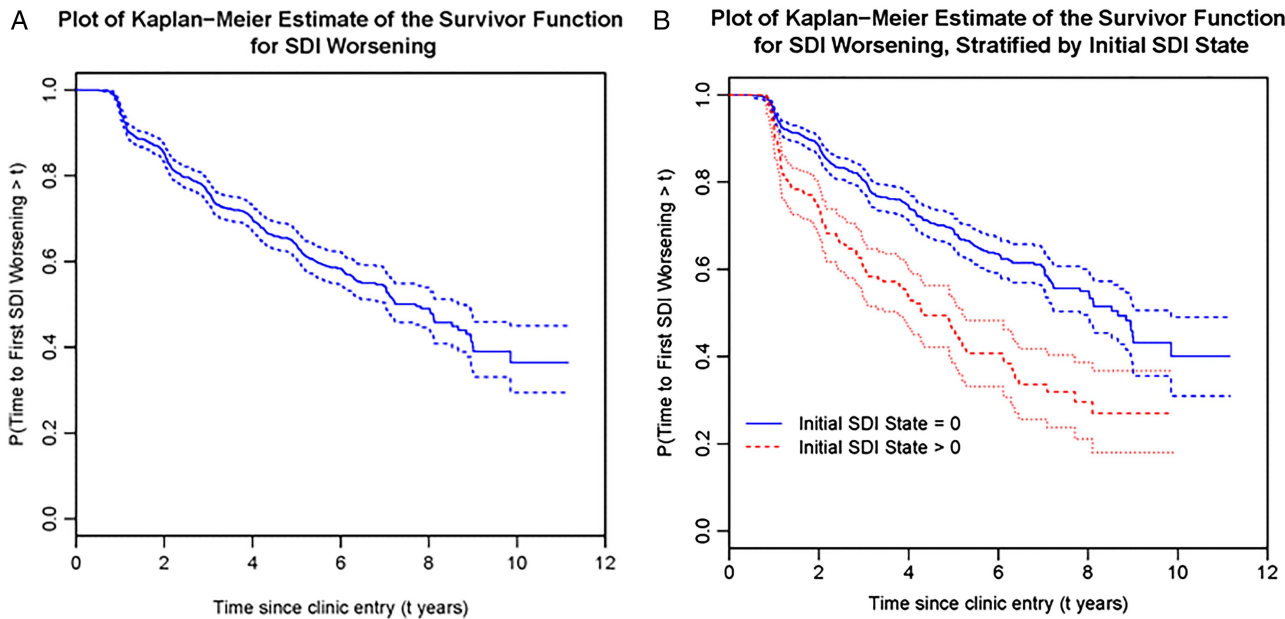 A
Plot of Kaplan−Meier Estimate of the Survivor Function
for SDI Worsening
P(Time to First SDI Worsening > t)
1.0
0.8
0.6
0.4
0.2
0.0
0 2 4 6 8 10 12
Time since clinic entry (t years)
B
Plot of Kaplan−Meier Estimate of the Survivor Function
for SDI Worsening, Stratified by Initial SDI State
P(Time to First SDI Worsening > t)
1.0
0.8
0.6
0.4
0.2
0.0
Initial SDI State = 0
Initial SDI State > 0
0 2 4 6 8 10 12
Time since clinic entry (t years)